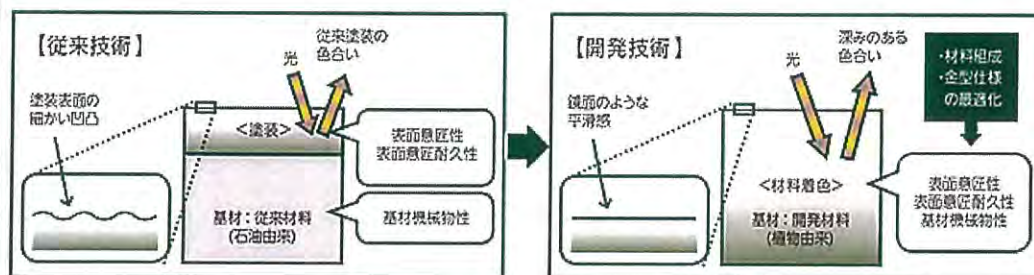 【従来技術】
従来塗装の
色合い
光
塗装表面の
細かい凹凸
<塗装>
表面意匠性
表面意匠耐久性
基材：従来材料
(石油由来)
基材機械物性
【開発技術】
深みのある
色合い
光
・材料組成
・金型仕様
の最適化
鏡面のような
平滑感
<材料着色>
基材：開発材料
(植物由来)
表面意匠性
表面意匠耐久性
基材機械物性